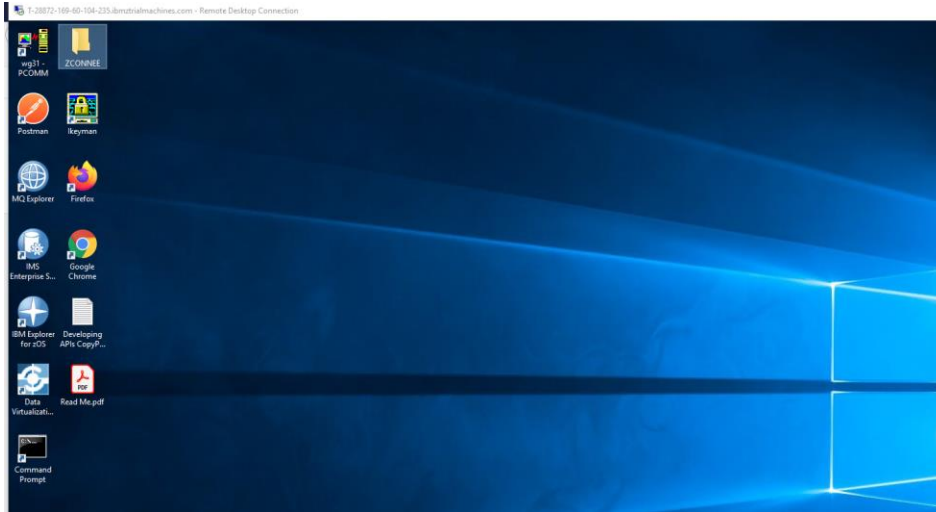 T-28872-169-60-104-235.ibmztrialmachines.com - Remote Desktop Connection
wg31 -
PCOMM
ZCONNEE
Postman
Ikeyman
MQ Explorer
Firefox
IMS
Enterprise S...
Google
Chrome
IBM Explorer
for zOS
Developing
APIs CopyP...
Data
Virtualizati...
PDF
Read Me.pdf
Command
Prompt